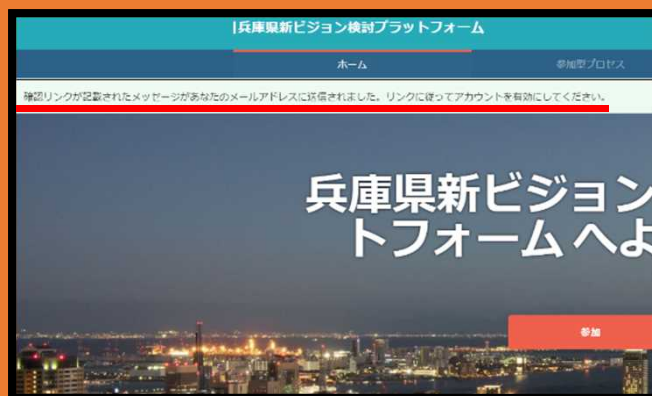 |兵庫県新ビジョン検討プラットフォーム
ホーム
参加型プロセス
確認リンクが記載されたメッセージがあなたのメールアドレスに送信されました。リンクに従ってアカウントを有効にしてください。
兵庫県新ビジョン
トフォーム へよ
参加